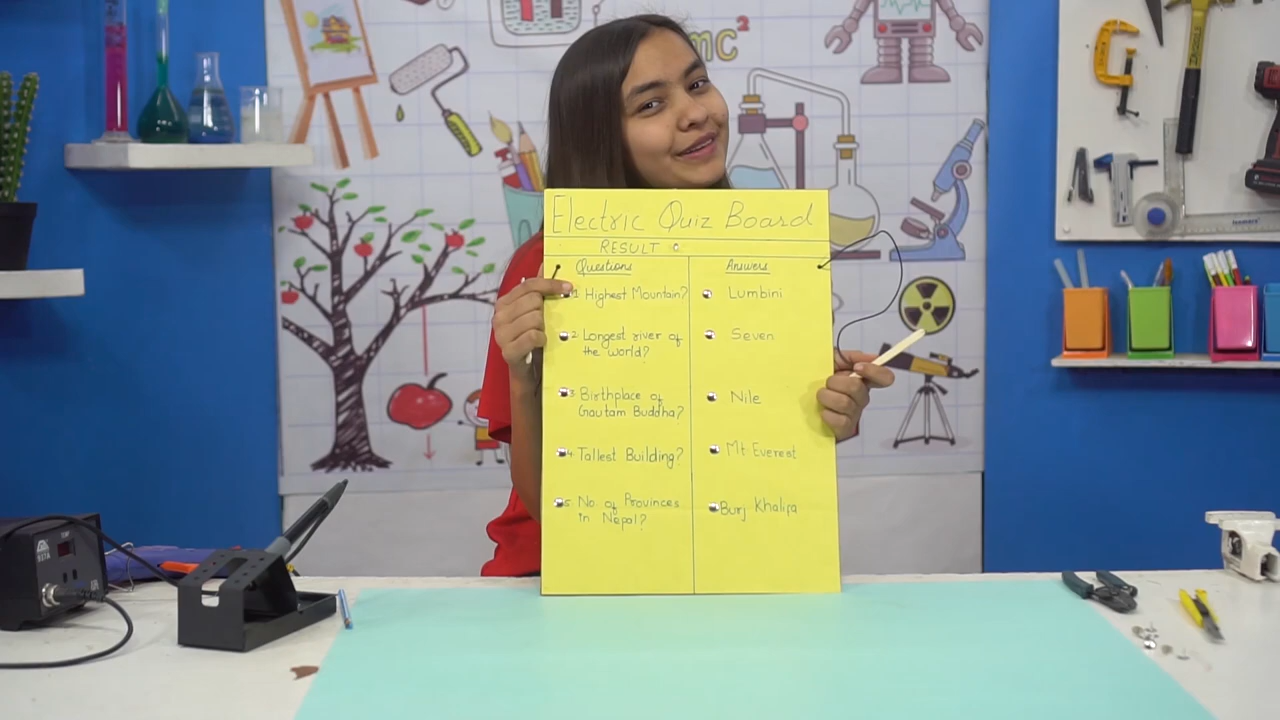 mc²
Electric Quiz Board
RESULT
Questions
Answers
1 Highest Mountain?
Lumbini
2 Longest river of
the world?
Seven
3 Birthplace of
Gautam Buddha?
Nile
4 Tallest Building?
Mt Everest
5 No of Provinces
in Nepal?
Burj Khalifa
937A